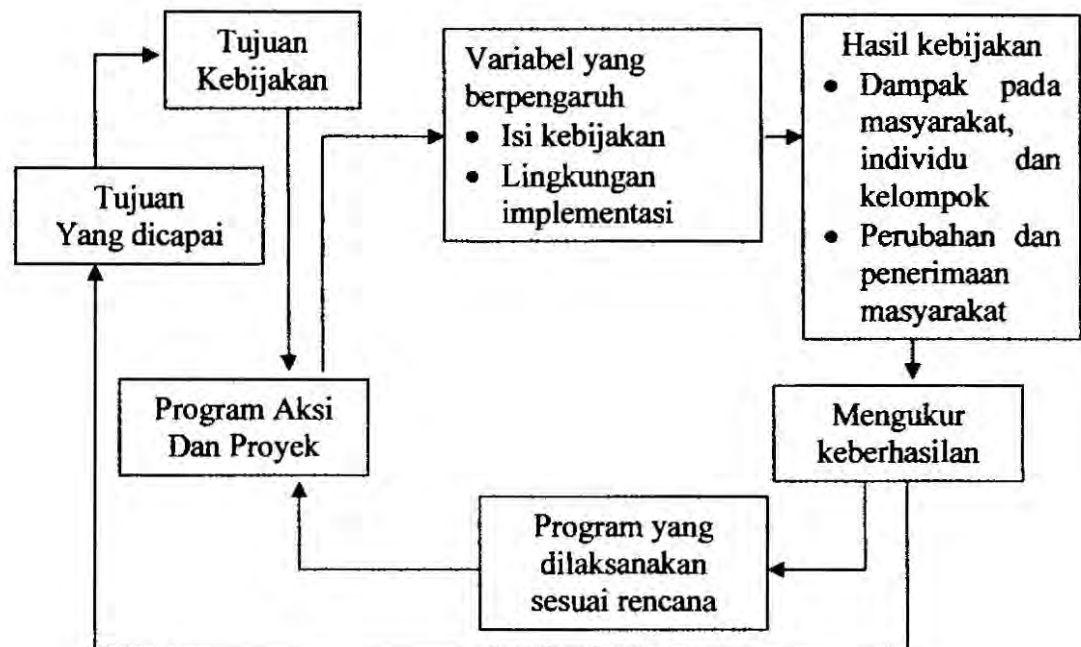 Tujuan
Kebijakan
Variabel yang
berpengaruh
• Isi kebijakan
• Lingkungan
implementasi
Hasil kebijakan
• Dampak pada
masyarakat,
individu dan
kelompok
• Perubahan dan
penerimaan
masyarakat
Tujuan
Yang dicapai
Program Aksi
Dan Proyek
Mengukur
keberhasilan
Program yang
dilaksanakan
sesuai rencana